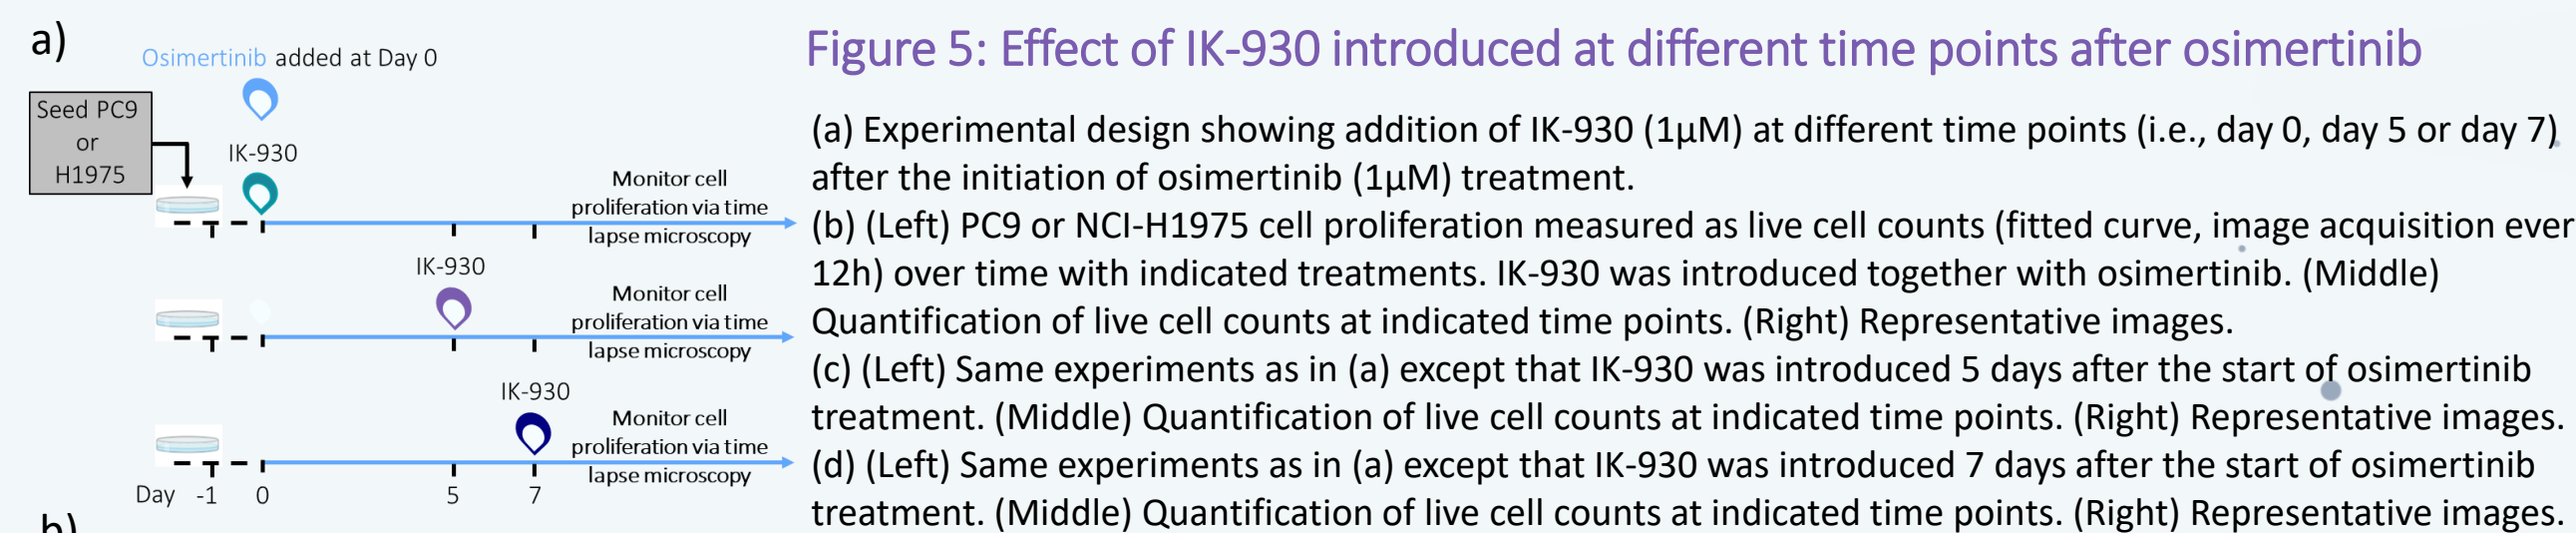 a)
Osimertinib added at Day 0
Seed PC9
or
H1975
IK-930
Monitor cell
proliferation via time
lapse microscopy
IK-930
Monitor cell
proliferation via time
lapse microscopy
IK-930
Monitor cell
proliferation via time
lapse microscopy
Day -1 0 5 7
b)
Figure 5: Effect of IK-930 introduced at different time points after osimertinib
(a) Experimental design showing addition of IK-930 (1µM) at different time points (i.e., day 0, day 5 or day 7)
after the initiation of osimertinib (1µM) treatment.
(b) (Left) PC9 or NCI-H1975 cell proliferation measured as live cell counts (fitted curve, image acquisition ever
12h) over time with indicated treatments. IK-930 was introduced together with osimertinib. (Middle)
Quantification of live cell counts at indicated time points. (Right) Representative images.
(c) (Left) Same experiments as in (a) except that IK-930 was introduced 5 days after the start of osimertinib
treatment. (Middle) Quantification of live cell counts at indicated time points. (Right) Representative images.
(d) (Left) Same experiments as in (a) except that IK-930 was introduced 7 days after the start of osimertinib
treatment. (Middle) Quantification of live cell counts at indicated time points. (Right) Representative images.